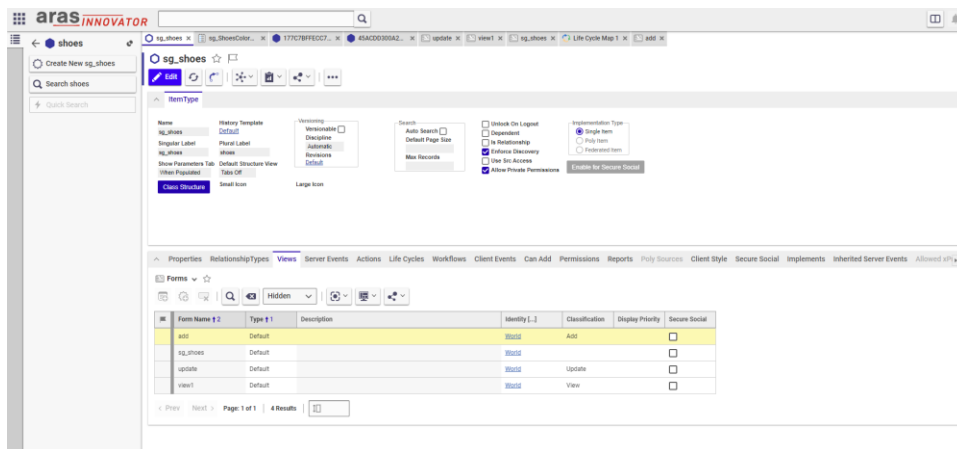 aras INNOVATOR
shoes
Create New sg_shoes
Search shoes
Quick Search
sg_shoes
sg_ShoesColor...
177C7BFFECC7...
45ACDD300A2...
update
view1
sg_shoes
Life Cycle Map 1
add
sg_shoes
Edit
ItemType
Name
sg_shoes
Singular Label
sg_shoes
Show Parameters Tab
When Populated
Class Structure
History Template
Default
Plural Label
shoes
Default Structure View
Tabs Off
Small Icon
Versioning
Versionable
Discipline
Automatic
Revisions
Default
Large Icon
Search
Auto Search
Default Page Size
Max Records
Unlock On Logout
Dependent
Is Relationship
Enforce Discovery
Use Src Access
Allow Private Permissions
Implementation Type
Single Item
Poly Item
Federated Item
Enable for Secure Social
Properties RelationshipTypes Views Server Events Actions Life Cycles Workflows Client Events Can Add Permissions Reports Poly Sources Client Style Secure Social Implements Inherited Server Events Allowed xPr
Forms
Hidden
Form Name 2 Type 1 Description Identity [...] Classification Display Priority Secure Social
add Default World Add
sg_shoes Default World
update Default World Update
view1 Default World View
< Prev Next > Page: 1 of 1 4 Results